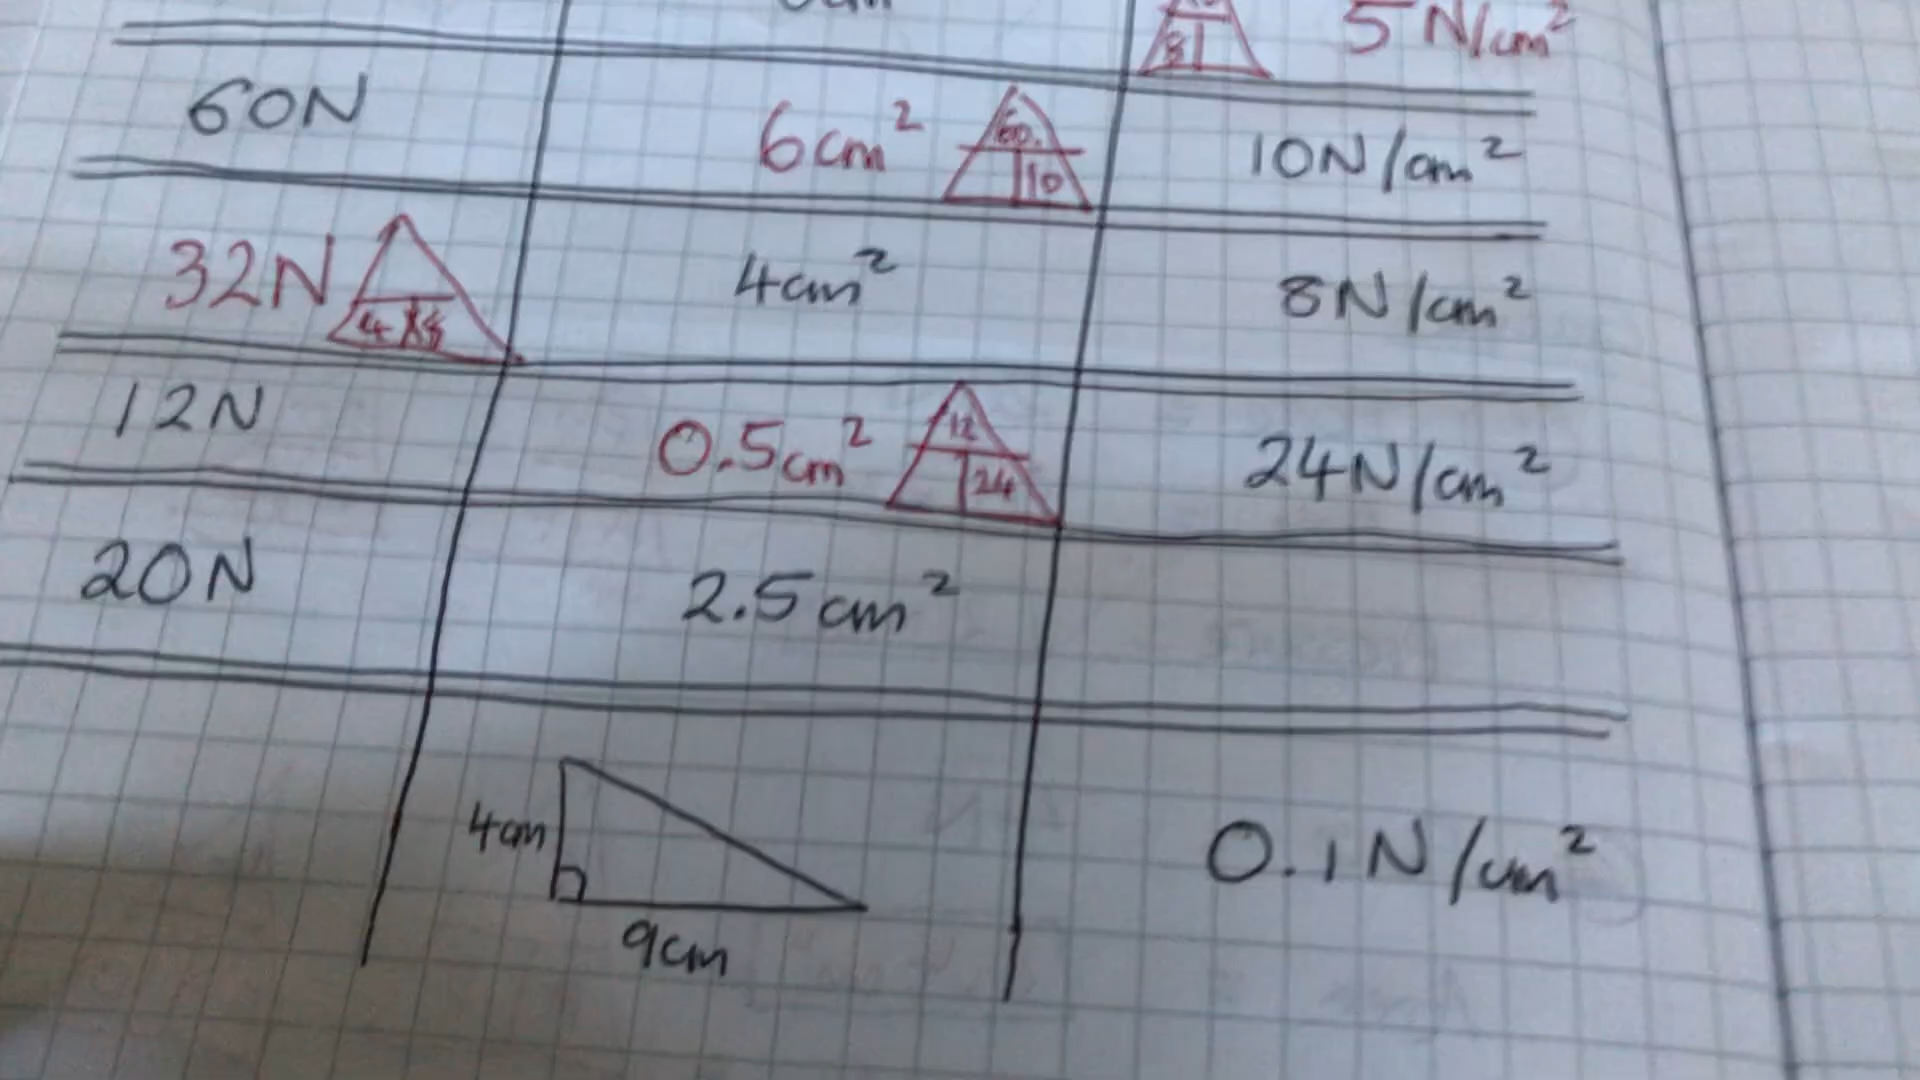 5 N/cm²
60N 6cm² 60 10 10N/cm²
32N 4 x 8 4cm² 8N/cm²
12N 0.5cm² 12 24 24N/cm²
20N 2.5cm²
4cm 0.1N/cm²
9cm